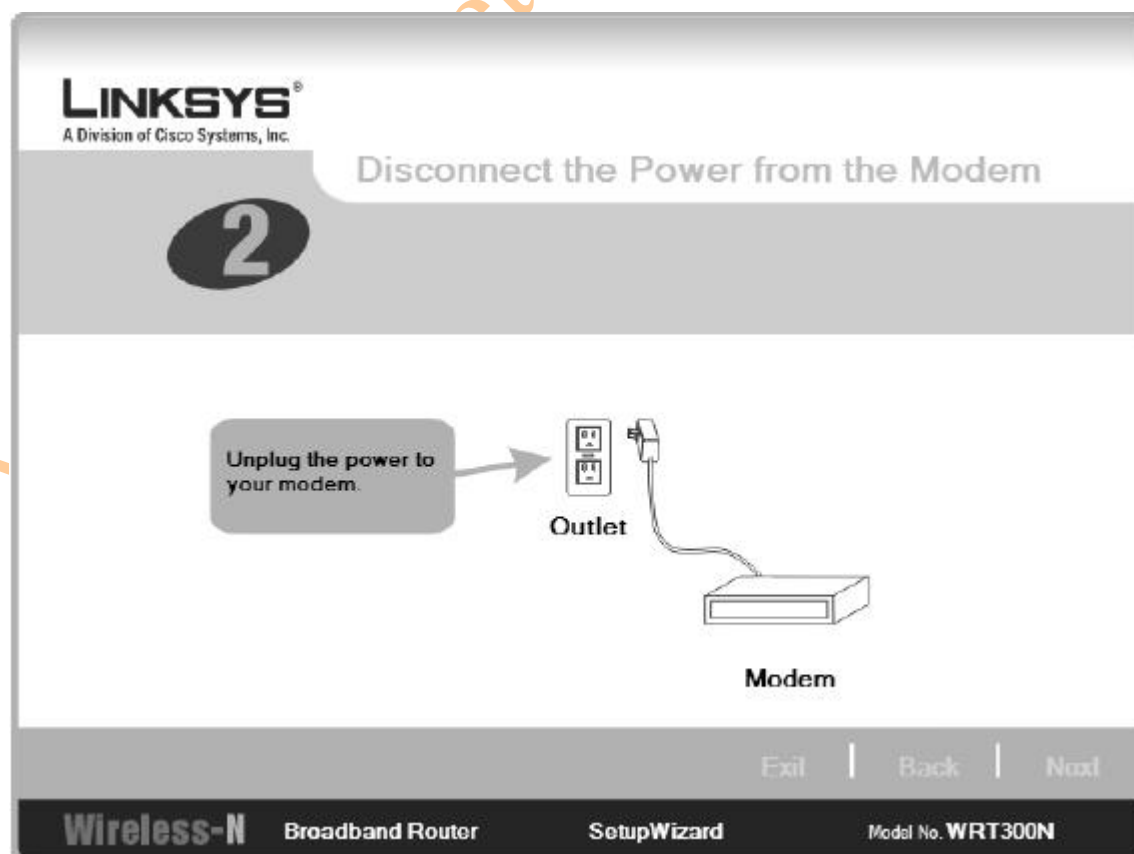 LINKSYS®
A Division of Cisco Systems, Inc.
Disconnect the Power from the Modem
2
Unplug the power to
your modem.
Outlet
Modem
Exit | Back | Next
Wireless-N Broadband Router SetupWizard Model No. WRT300N